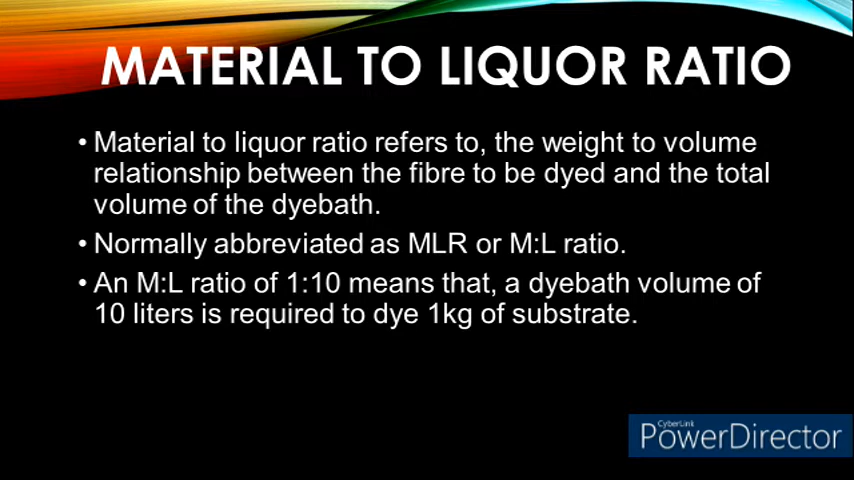 MATERIAL TO LIQUOR RATIO
• Material to liquor ratio refers to, the weight to volume
relationship between the fibre to be dyed and the total
volume of the dyebath.
• Normally abbreviated as MLR or M:L ratio.
• An M:L ratio of 1:10 means that, a dyebath volume of
10 liters is required to dye 1kg of substrate.
CyberLink
PowerDirector